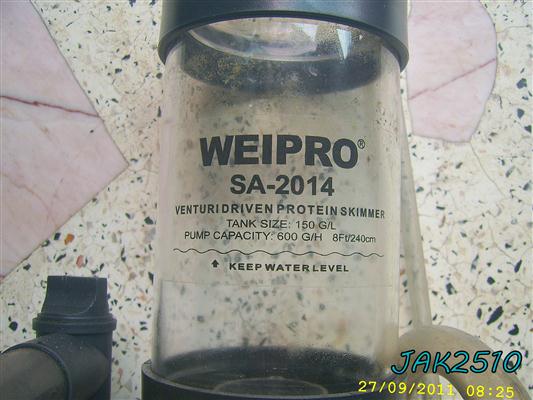 WEIPRO®
SA-2014
VENTURI DRIVEN PROTEIN SKIMMER
TANK SIZE: 150 G/L
PUMP CAPACITY: 600 G/H 8Ft/240cm
↑ KEEP WATER LEVEL
JAK2510
27/09/2011 08:25